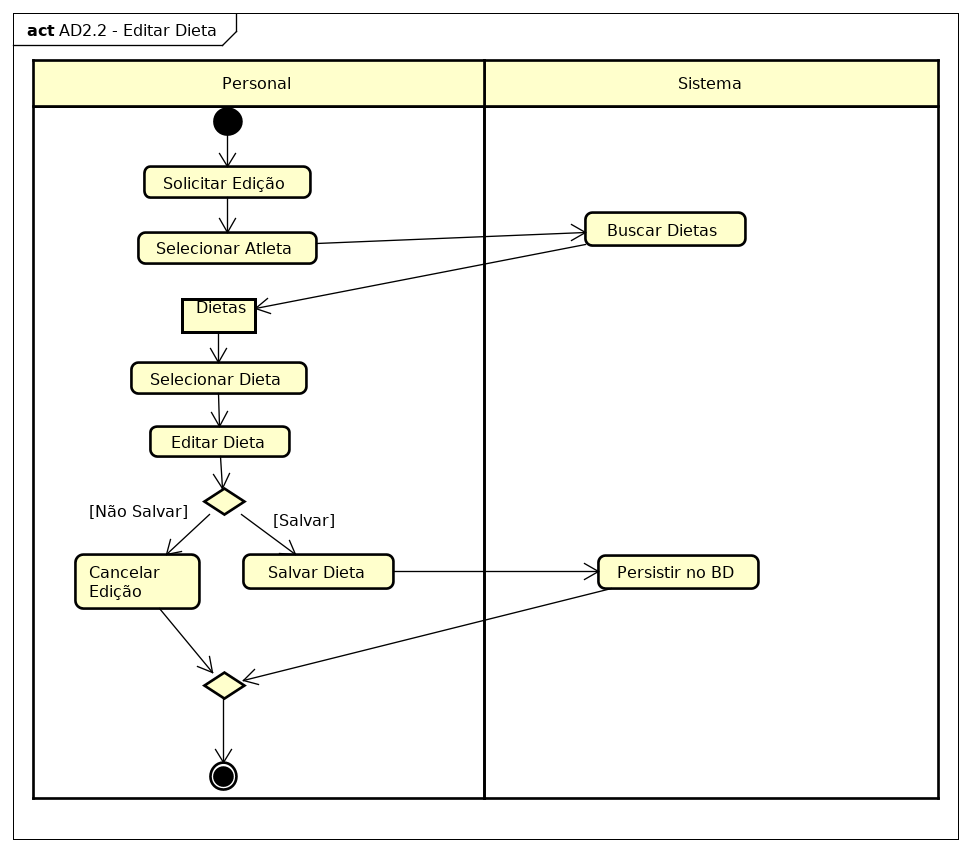 act AD2.2 - Editar Dieta
Personal
Sistema
Solicitar Edição
Selecionar Atleta
Buscar Dietas
Dietas
Selecionar Dieta
Editar Dieta
[Não Salvar]
[Salvar]
Cancelar
Edição
Salvar Dieta
Persistir no BD